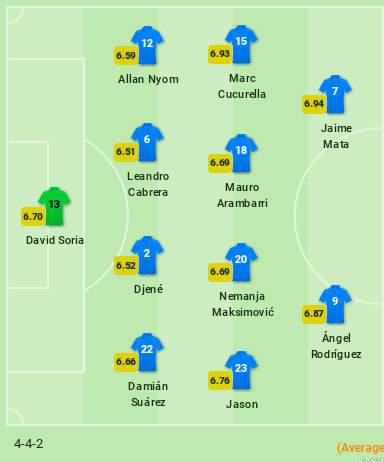 12
6.59
Allan Nyom
15
6.93
Marc
Cucurella
7
6.94
Jaime
Mata
6
6.51
Leandro
Cabrera
18
6.69
Mauro
Arambarri
13
6.70
David Soria
2
6.52
Djené
20
6.69
Nemanja
Maksimović
9
6.87
Ángel
Rodríguez
22
6.66
Damián
Suárez
23
6.76
Jason
4-4-2
(Average